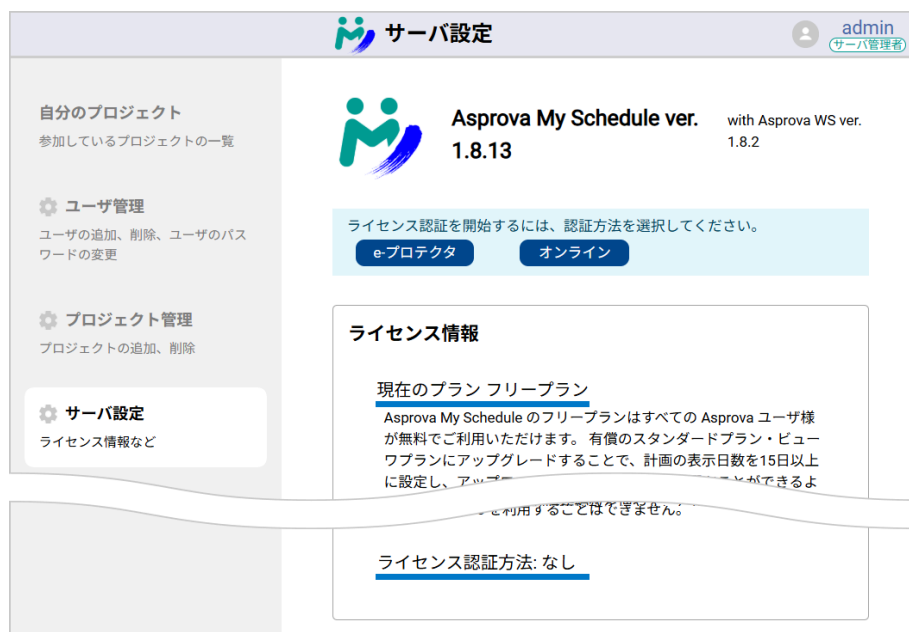 サーバ設定
admin
サーバ管理者
自分のプロジェクト
参加しているプロジェクトの一覧
ユーザ管理
ユーザの追加、削除、ユーザのパス
ワードの変更
プロジェクト管理
プロジェクトの追加、削除
サーバ設定
ライセンス情報など
Asprova My Schedule ver.
1.8.13
with Asprova WS ver.
1.8.2
ライセンス認証を開始するには、認証方法を選択してください。
e-プロテクタ
オンライン
ライセンス情報
現在のプラン フリープラン
Asprova My Schedule のフリープランはすべての Asprova ユーザ様
が無料でご利用いただけます。 有償のスタンダードプラン・ビュー
ワプランにアップグレードすることで、計画の表示日数を15日以上
に設定し、アップ
とができるよ
を利用することはできません。
ライセンス認証方法: なし